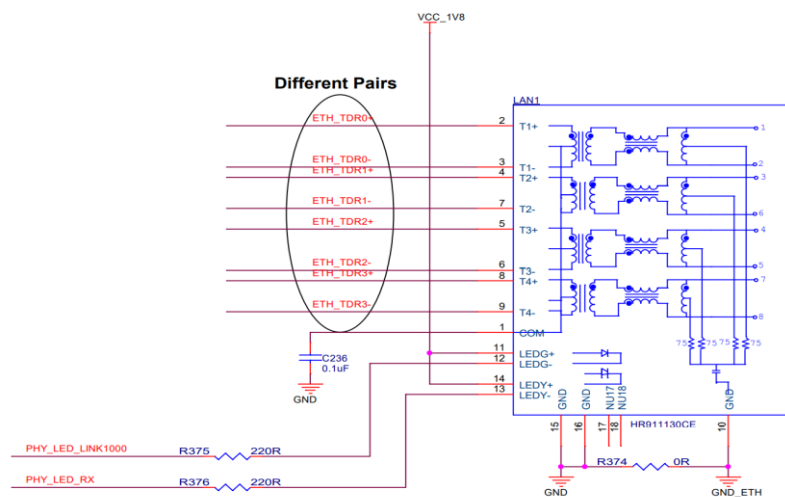 VCC_1V8
Different Pairs
LAN1
ETH_TDR0+ 2 T1+ 1
ETH_TDR0- 3 T1- 2
ETH_TDR1+ 4 T2+ 3
ETH_TDR1- 7 T2- 6
ETH_TDR2+ 5 T3+ 4
ETH_TDR2- 6 T3- 5
ETH_TDR3+ 8 T4+ 7
ETH_TDR3- 9 T4- 8
1 COM
75 75 75 75
C236
0.1uF
GND
11 LEDG+
12 LEDG-
14 LEDY+
13 LEDY-
GND GND NU17 NU18 GND
15 16 17 18 10
HR911130CE
PHY_LED_LINK1000 R375 220R
R374 0R
PHY_LED_RX R376 220R
GND GND_ETH